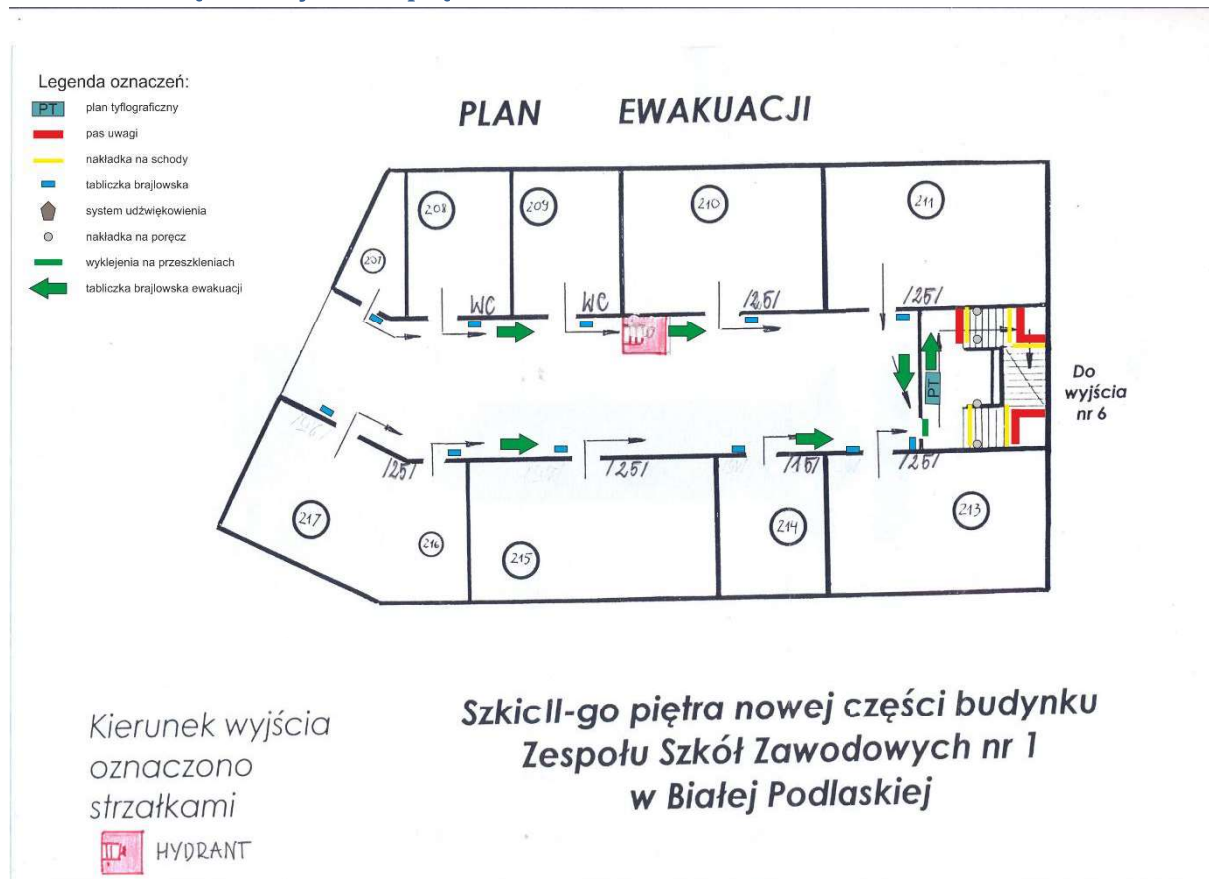 Legenda oznaczeń:
PT plan tyflograficzny
pas uwagi
nakładka na schody
tabliczka brajlowska
system udźwiękowienia
nakładka na poręcz
wyklejenia na przeszkleniach
tabliczka brajlowska ewakuacji
PLAN EWAKUACJI
207
208
209
210
211
WC
WC
/25/
/25/
PT
Do
wyjścia
nr 6
/25/
/25/
/15/
/25/
217
216
215
214
213
Kierunek wyjścia
oznaczono
strzałkami
HYDRANT
Szkic II-go piętra nowej części budynku
Zespołu Szkół Zawodowych nr 1
w Białej Podlaskiej